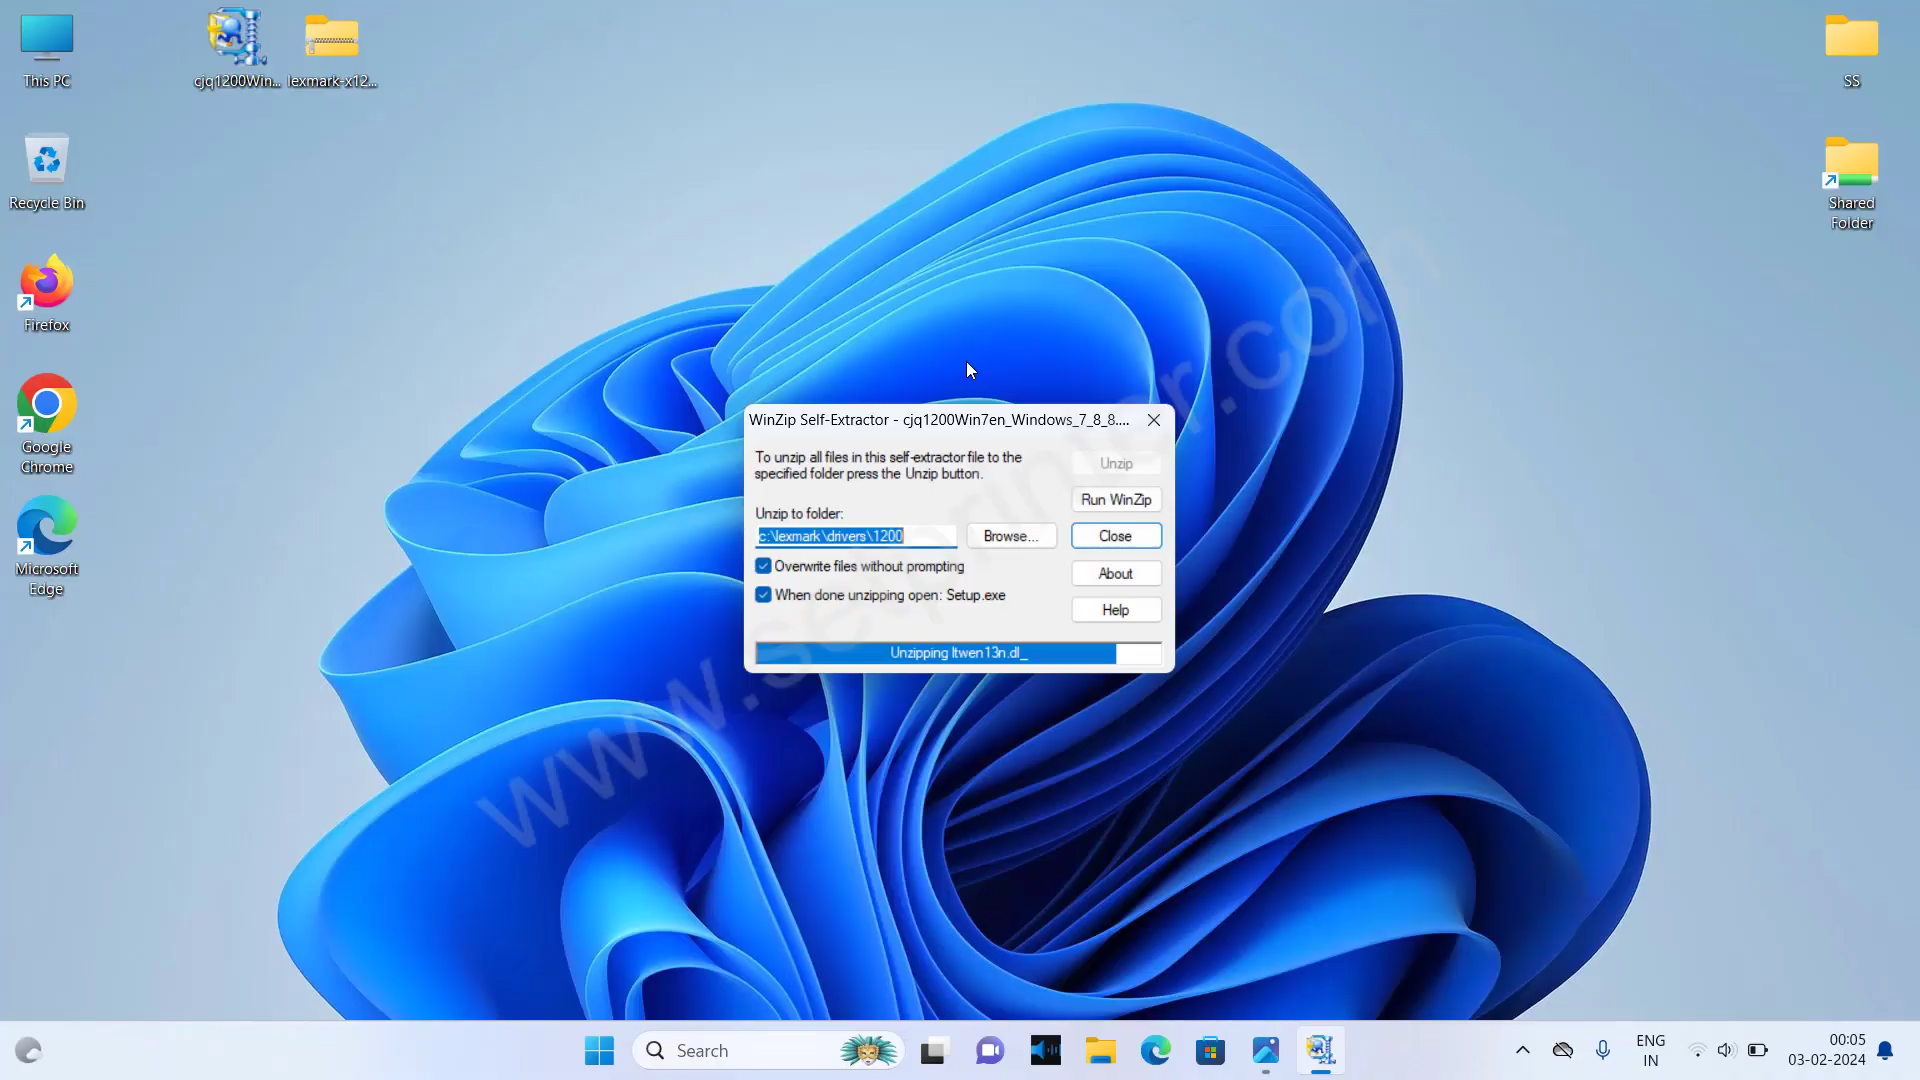 This PC
cjq1200Win...
lexmark-x12...
SS
Recycle Bin
Shared
Folder
Firefox
Google
Chrome
Microsoft
Edge
WinZip Self-Extractor - cjq1200Win7en_Windows_7_8_8....
To unzip all files in this self-extractor file to the
specified folder press the Unzip button.
Unzip to folder:
c:\lexmark\drivers\1200
Browse...
Overwrite files without prompting
When done unzipping open: Setup.exe
Unzip
Run WinZip
Close
About
Help
Unzipping ltwen13n.dl_
www.setprinter.com
Search
ENG
IN
00:05
03-02-2024